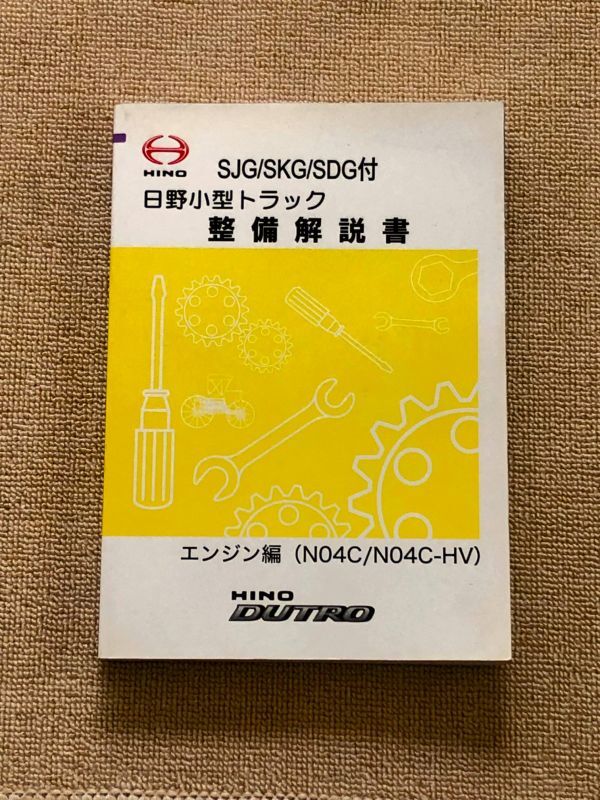 HINO
SJG/SKG/SDG付
日野小型トラック
整備解説書
エンジン編 (N04C/N04C-HV)
HINO
DUTRO